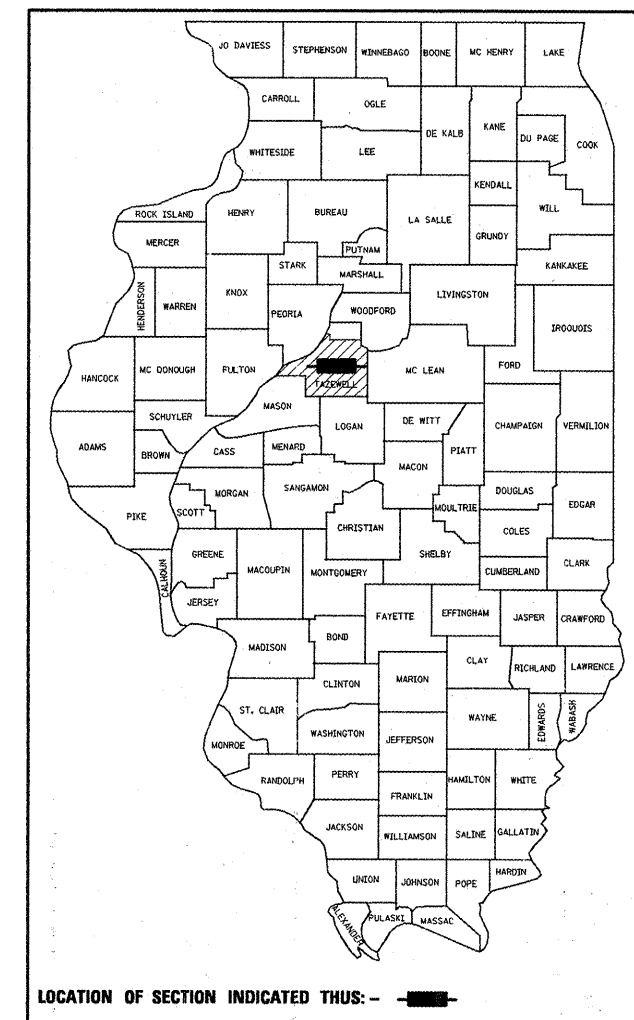 JO DAVIESS STEPHENSON WINNEBAGO BOONE MC HENRY LAKE
CARROLL OGLE DE KALB KANE DU PAGE COOK
WHITESIDE LEE
KENDALL WILL
ROCK ISLAND HENRY BUREAU LA SALLE GRUNDY
MERCER PUTNAM KANKAKEE
STARK MARSHALL
HENDERSON WARREN KNOX PEORIA WOODFORD LIVINGSTON IROQUOIS
HANCOCK MC DONOUGH FULTON TAZEWELL MC LEAN FORD
MASON
SCHUYLER LOGAN DE WITT CHAMPAIGN VERMILION
ADAMS BROWN CASS MENARD MACON PIATT
MORGAN SANGAMON DOUGLAS EDGAR
PIKE SCOTT CHRISTIAN MOULTRIE COLES
CALHOUN GREENE MACOUPIN MONTGOMERY SHELBY CUMBERLAND CLARK
JERSEY FAYETTE EFFINGHAM JASPER CRAWFORD
MADISON BOND
CLAY RICHLAND LAWRENCE
CLINTON MARION
ST. CLAIR WAYNE EDWARDS WABASH
WASHINGTON JEFFERSON
MONROE
RANDOLPH PERRY HAMILTON WHITE
FRANKLIN
JACKSON WILLIAMSON SALINE GALLATIN
UNION JOHNSON POPE HARDIN
ALEXANDER PULASKI MASSAC
LOCATION OF SECTION INDICATED THUS: –